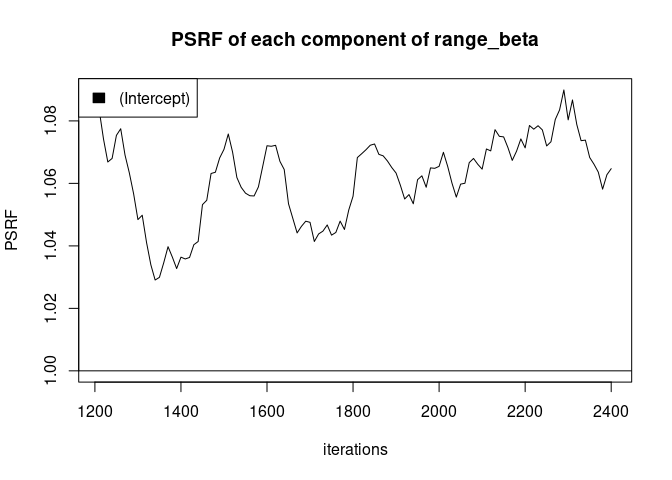 PSRF of each component of range_beta
(Intercept)
PSRF
1.00
1.02
1.04
1.06
1.08
1200 1400 1600 1800 2000 2200 2400
iterations